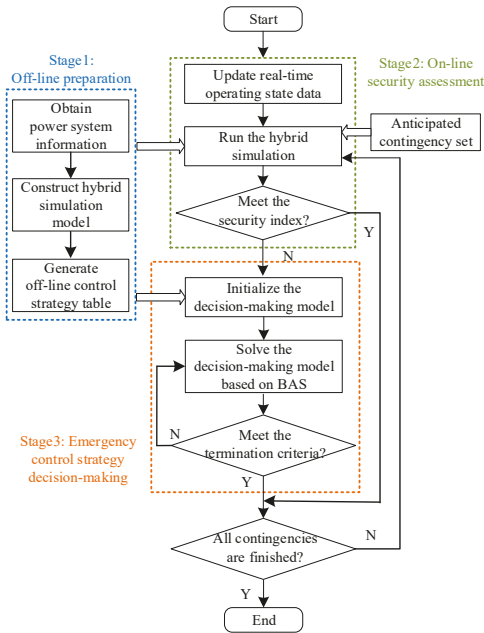 Start
Stage1:
Off-line preparation
Stage2: On-line
security assessment
Update real-time
operating state data
Obtain
power system
information
Run the hybrid
simulation
Anticipated
contingency set
Construct hybrid
simulation
model
Meet the
security index?
Y
N
Generate
off-line control
strategy table
Initialize the
decision-making model
Solve the
decision-making model
based on BAS
Stage3: Emergency
control strategy
decision-making
N
Meet the
termination criteria?
Y
All contingencies
are finished?
N
Y
End